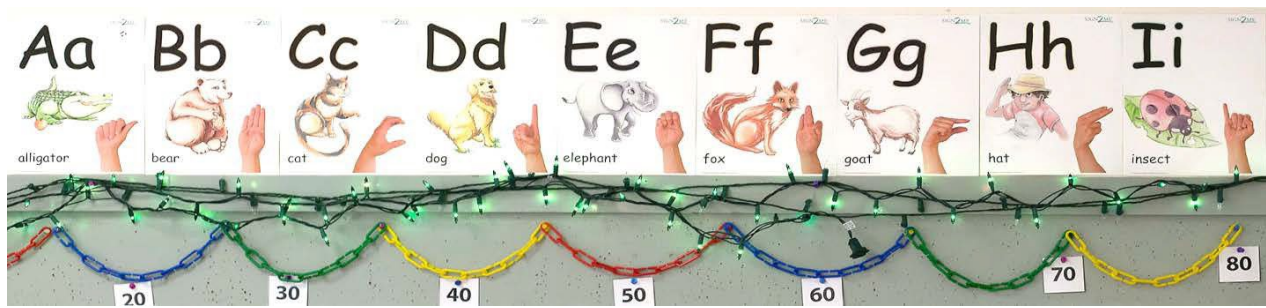 Aa
alligator
Bb
bear
Cc
cat
Dd
dog
Ee
elephant
Ff
fox
Gg
goat
Hh
hat
Ii
insect
20
30
40
50
60
70
80